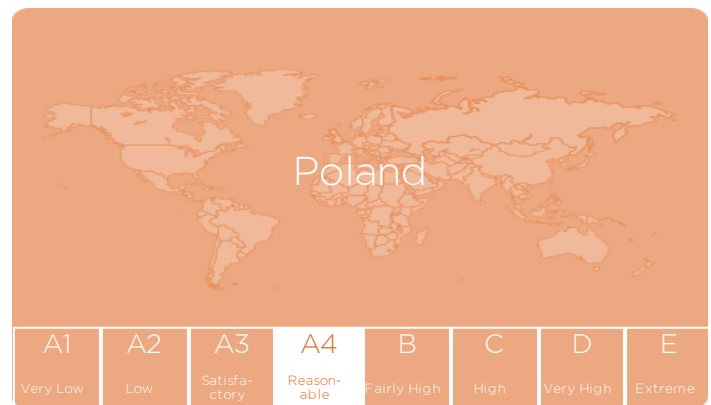 Poland
A1 A2 A3 A4 B C D E
Very Low Low Satisfa- Reason- Fairly High High Very High Extreme
ctory able